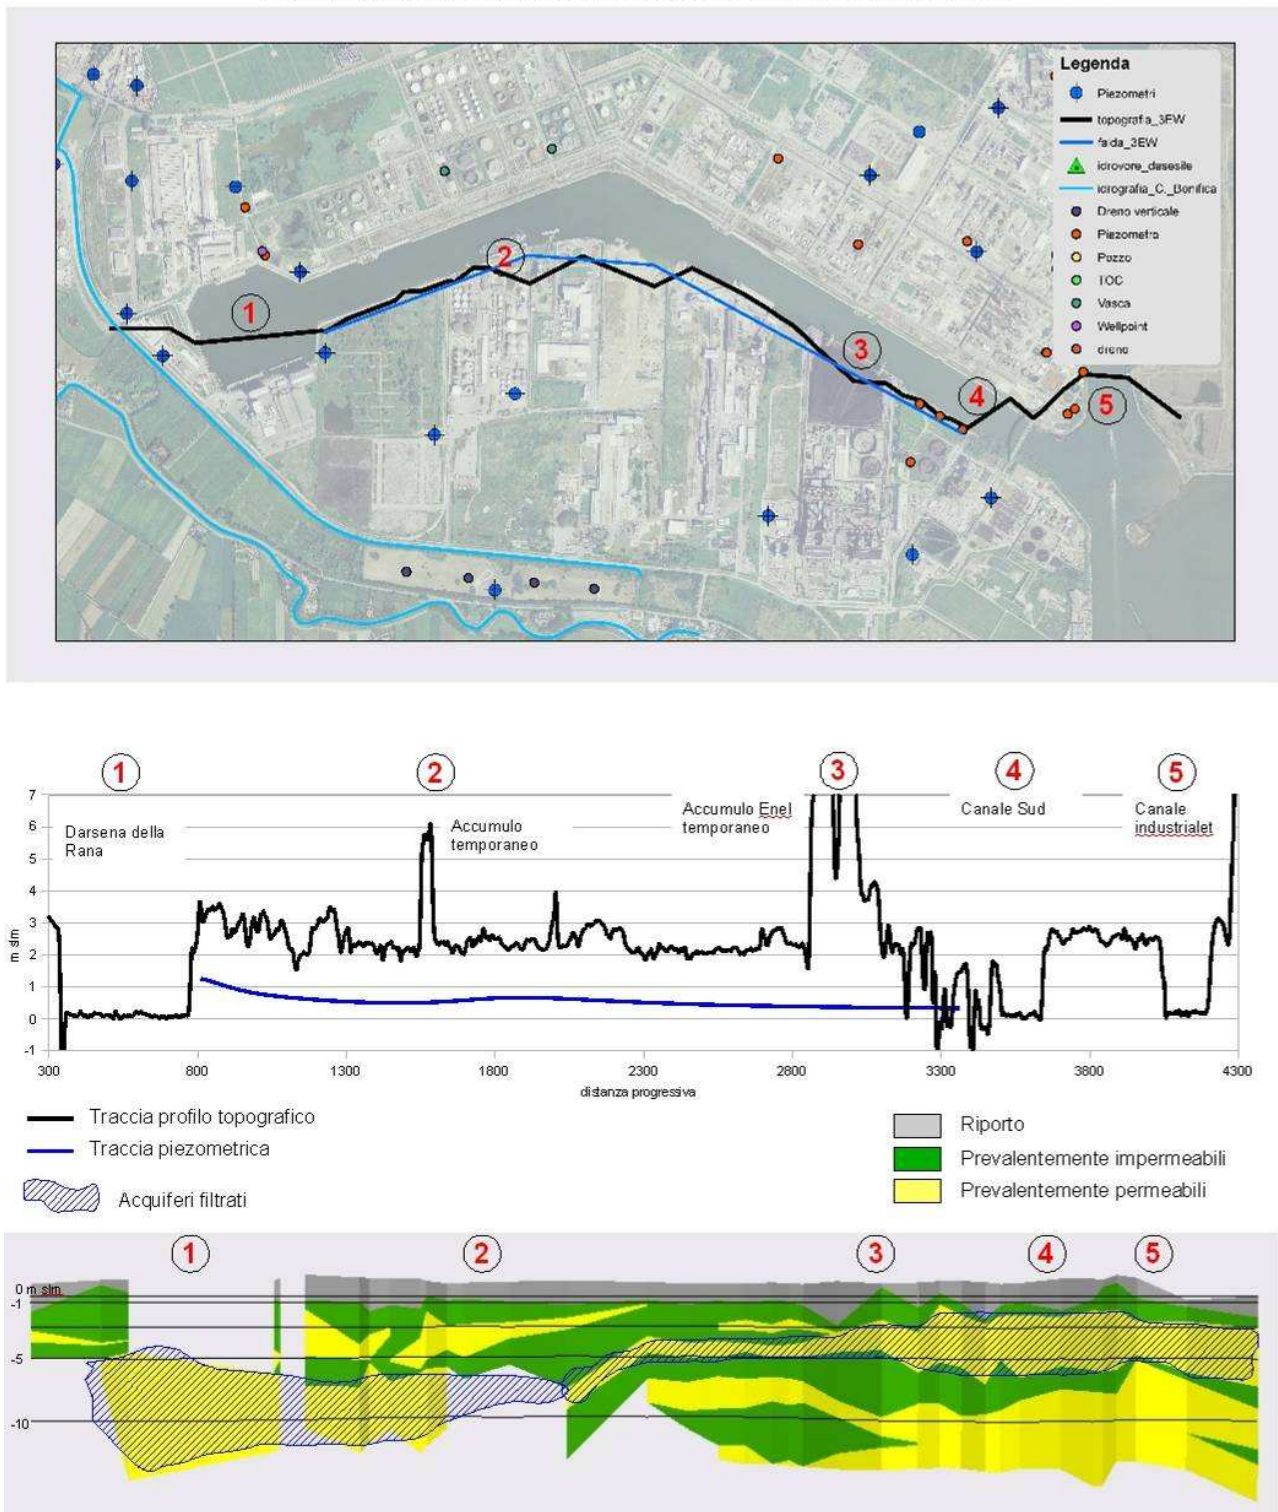 Legenda
Piezometri
topografia_3EW
falda_3EW
idrovore_dasesile
idrografia_C._Bonifica
Dreno verticale
Piezometro
Pozzo
TOC
Vasca
Wellpoint
dreno
1
2
3
4
5
1
2
3
4
5
Darsena della
Rana
Accumulo
temporaneo
Accumulo Enel
temporaneo
Canale Sud
Canale
industrialet
7
6
5
4
3
2
1
0
-1
m slm
300
800
1300
1800
2300
2800
3300
3800
4300
distanza progressiva
Traccia profilo topografico
Traccia piezometrica
Acquiferi filtrati
Riporto
Prevalentemente impermeabili
Prevalentemente permeabili
1
2
3
4
5
0 m slm
-1
-5
-10